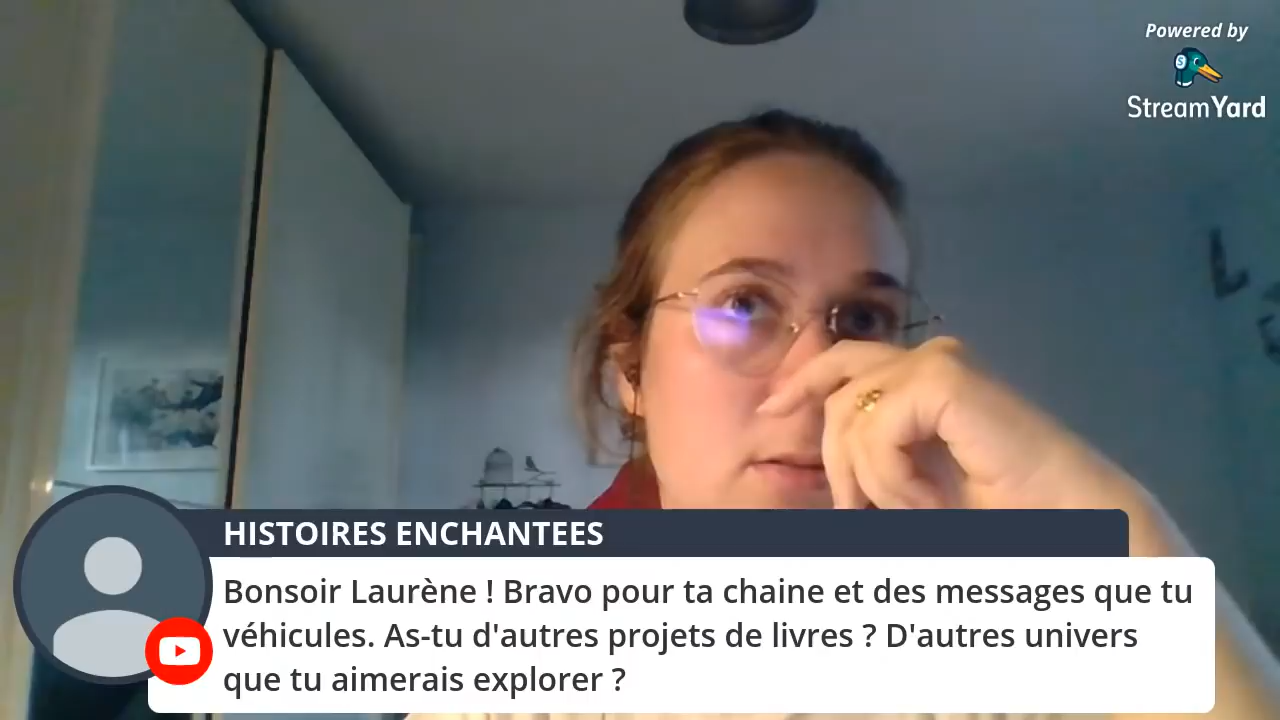 Powered by
StreamYard
HISTOIRES ENCHANTEES
Bonsoir Laurène ! Bravo pour ta chaine et des messages que tu
véhicules. As-tu d'autres projets de livres ? D'autres univers
que tu aimerais explorer ?